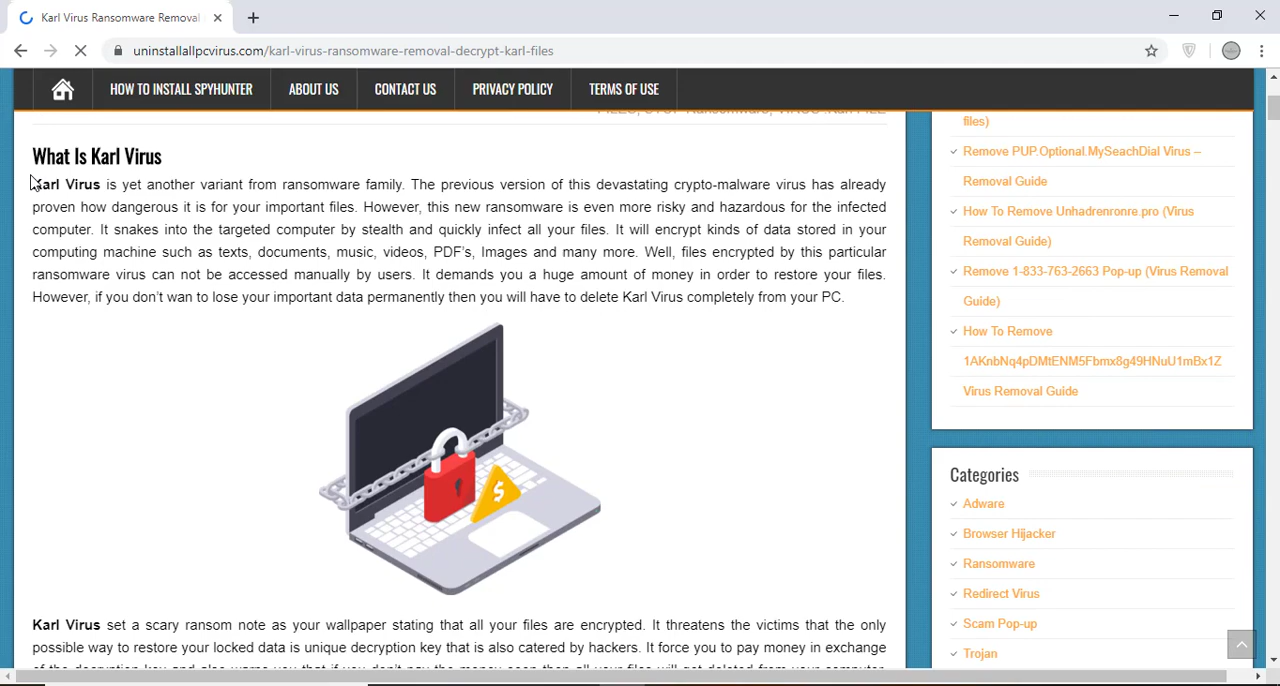 Karl Virus Ransomware Removal
uninstallallpcvirus.com/karl-virus-ransomware-removal-decrypt-karl-files
HOW TO INSTALL SPYHUNTER
ABOUT US
CONTACT US
PRIVACY POLICY
TERMS OF USE
What Is Karl Virus
Karl Virus is yet another variant from ransomware family. The previous version of this devastating crypto-malware virus has already
proven how dangerous it is for your important files. However, this new ransomware is even more risky and hazardous for the infected
computer. It snakes into the targeted computer by stealth and quickly infect all your files. It will encrypt kinds of data stored in your
computing machine such as texts, documents, music, videos, PDF's, Images and many more. Well, files encrypted by this particular
ransomware virus can not be accessed manually by users. It demands you a huge amount of money in order to restore your files.
However, if you don't wan to lose your important data permanently then you will have to delete Karl Virus completely from your PC.
$
Karl Virus set a scary ransom note as your wallpaper stating that all your files are encrypted. It threatens the victims that the only
possible way to restore your locked data is unique decryption key that is also catered by hackers. It force you to pay money in exchange
files)
Remove PUP.Optional.MySeachDial Virus –
Removal Guide
How To Remove Unhadrenronre.pro (Virus
Removal Guide)
Remove 1-833-763-2663 Pop-up (Virus Removal
Guide)
How To Remove
1AKnbNq4pDMtENM5Fbmx8g49HNuU1mBx1Z
Virus Removal Guide
Categories
Adware
Browser Hijacker
Ransomware
Redirect Virus
Scam Pop-up
Trojan